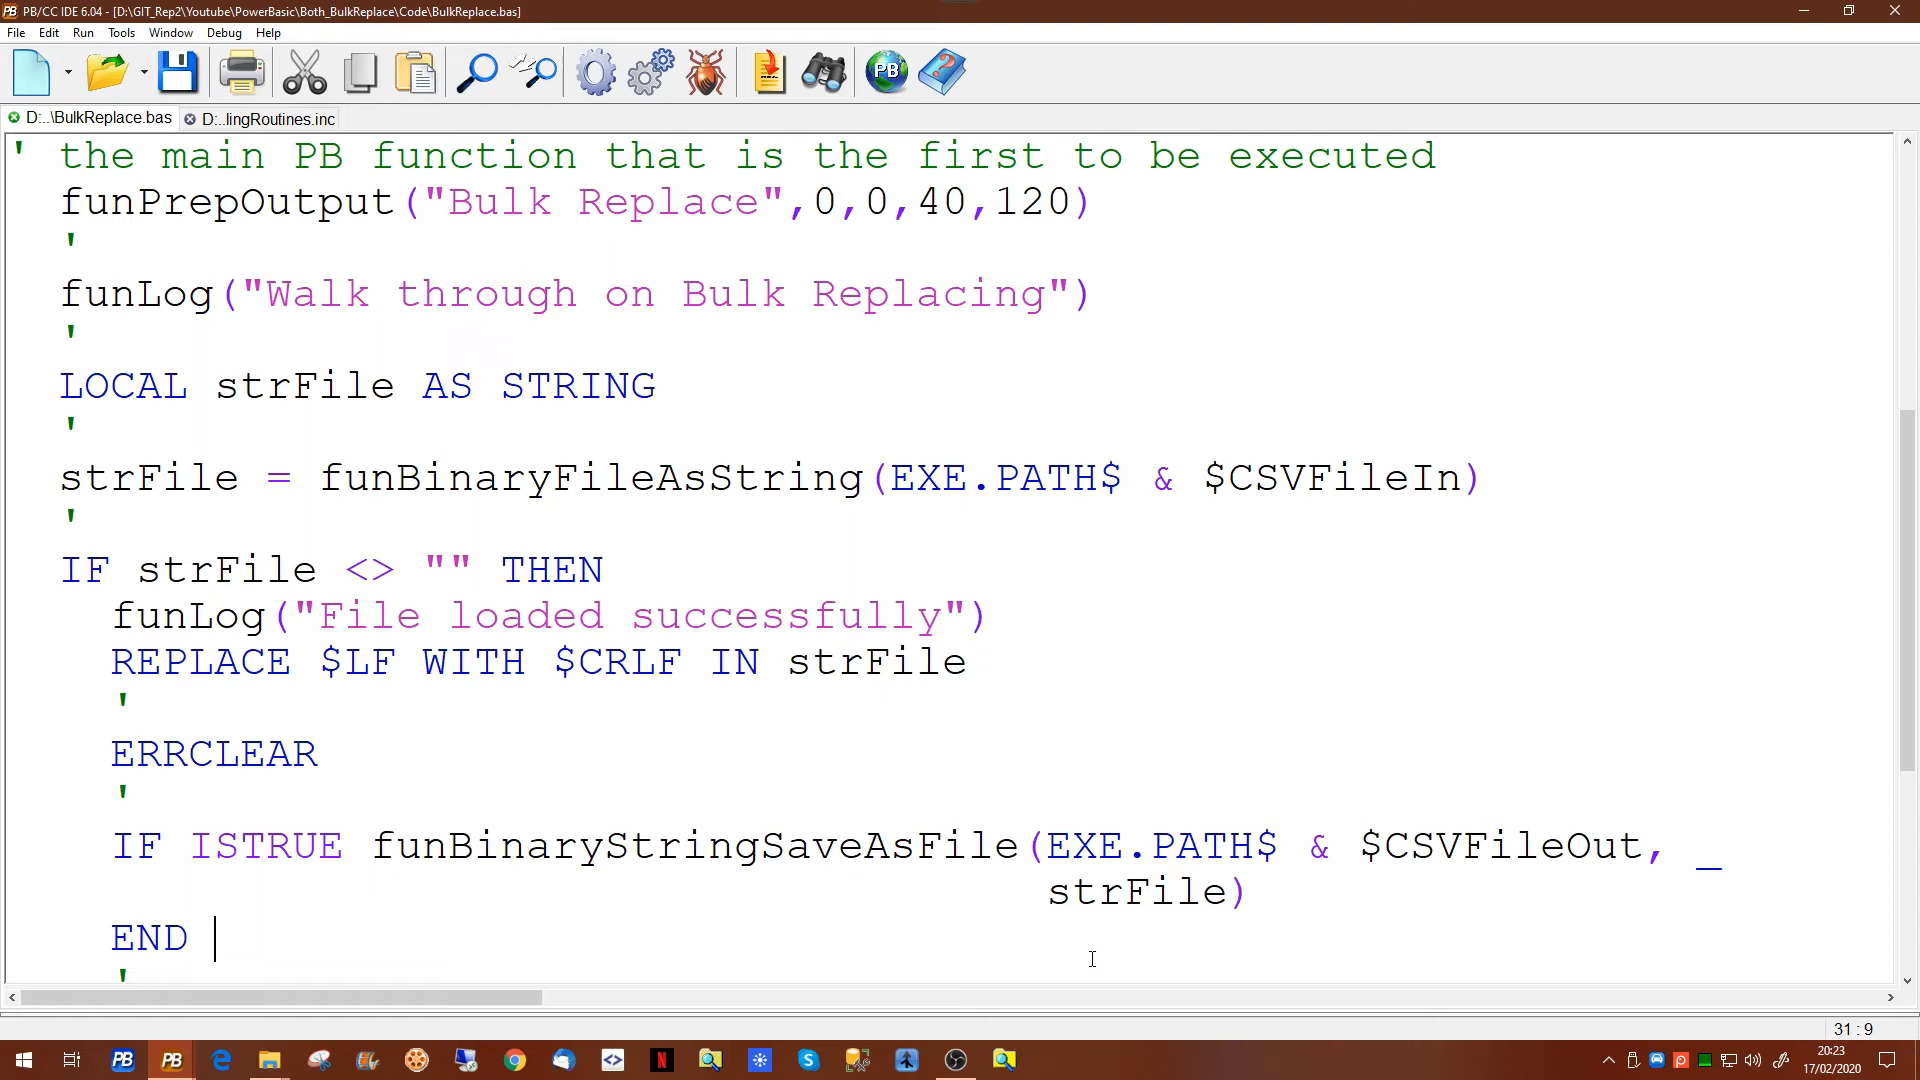 PB/CC IDE 6.04 - [D:\GIT_Rep2\Youtube\PowerBasic\Both_BulkReplace\Code\BulkReplace.bas]
File Edit Run Tools Window Debug Help
PB
D:..\BulkReplace.bas D:..lingRoutines.inc
' the main PB function that is the first to be executed
funPrepOutput("Bulk Replace",0,0,40,120)
'
funLog("Walk through on Bulk Replacing")
'
LOCAL strFile AS STRING
'
strFile = funBinaryFileAsString(EXE.PATH$ & $CSVFileIn)
'
IF strFile <> "" THEN
funLog("File loaded successfully")
REPLACE $LF WITH $CRLF IN strFile
'
ERRCLEAR
'
IF ISTRUE funBinaryStringSaveAsFile(EXE.PATH$ & $CSVFileOut, _
strFile)
END
'
31 : 9
PB PB
20:23
17/02/2020